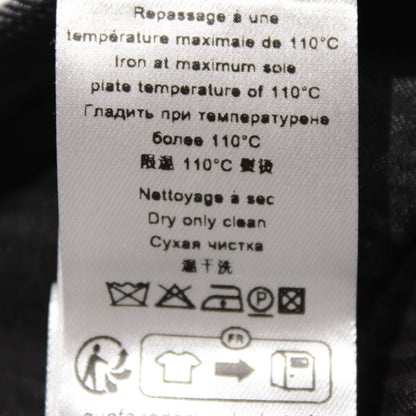 Repassage à une
température maximale de 110°C
Iron at maximum sole
plate temperature of 110°C
Гладить при температурене
более 110°C
限温 110°C 熨烫
Nettoyage à sec
Dry only clean
Сухая чистка
湿干洗
P
FR